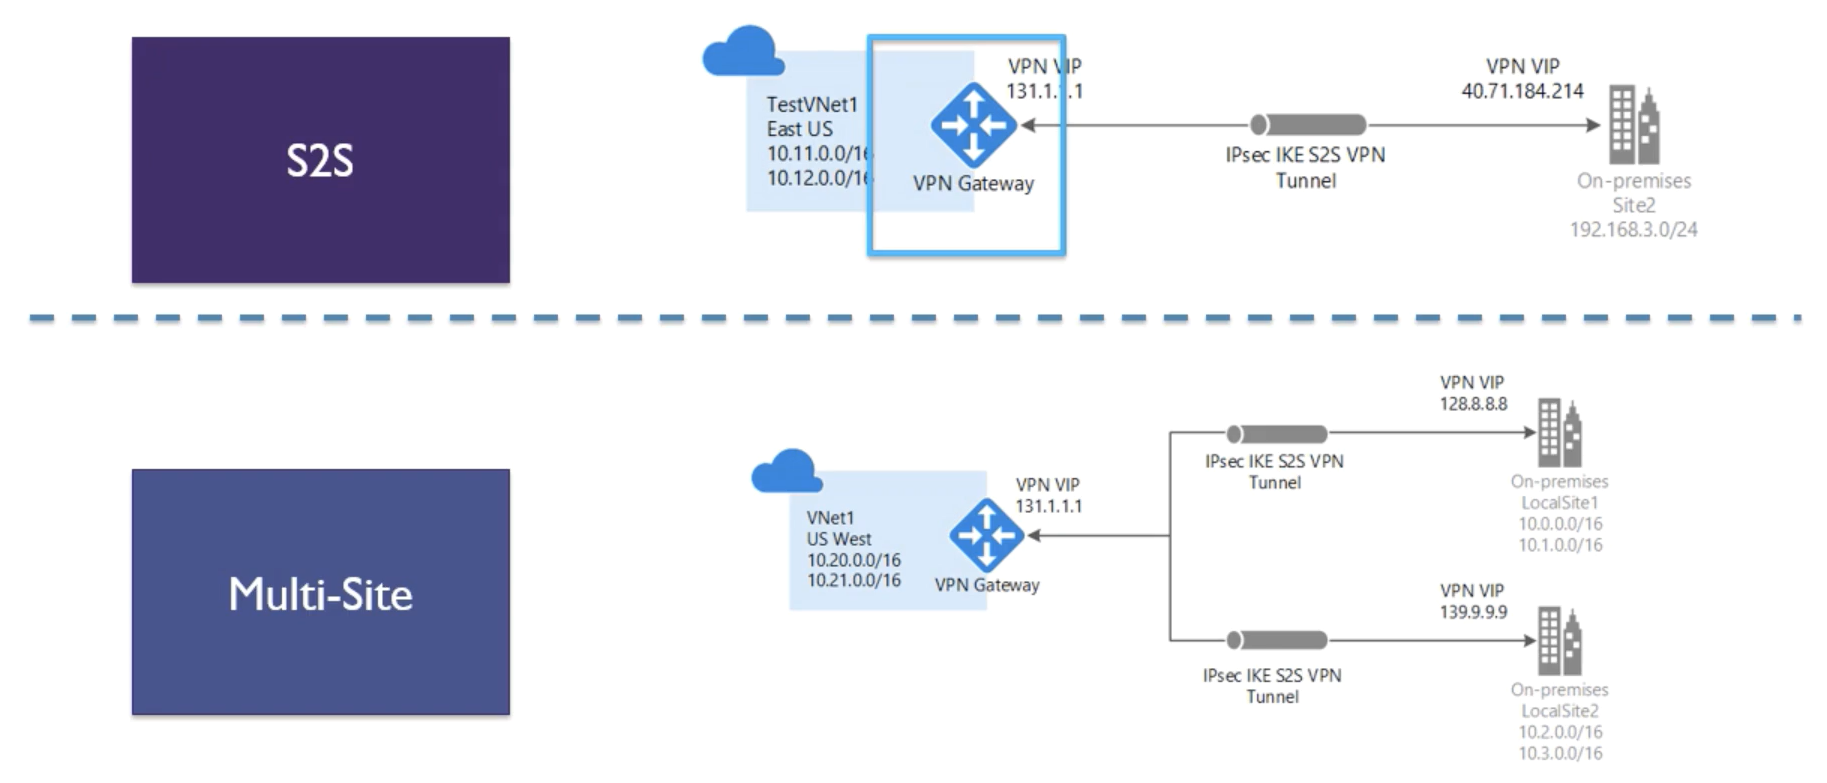 S2S
TestVNet1
East US
10.11.0.0/16
10.12.0.0/16
VPN VIP
131.1.1.1
VPN Gateway
IPsec IKE S2S VPN
Tunnel
VPN VIP
40.71.184.214
On-premises
Site2
192.168.3.0/24
Multi-Site
VNet1
US West
10.20.0.0/16
10.21.0.0/16
VPN VIP
131.1.1.1
VPN Gateway
IPsec IKE S2S VPN
Tunnel
VPN VIP
128.8.8.8
On-premises
LocalSite1
10.0.0.0/16
10.1.0.0/16
IPsec IKE S2S VPN
Tunnel
VPN VIP
139.9.9.9
On-premises
LocalSite2
10.2.0.0/16
10.3.0.0/16